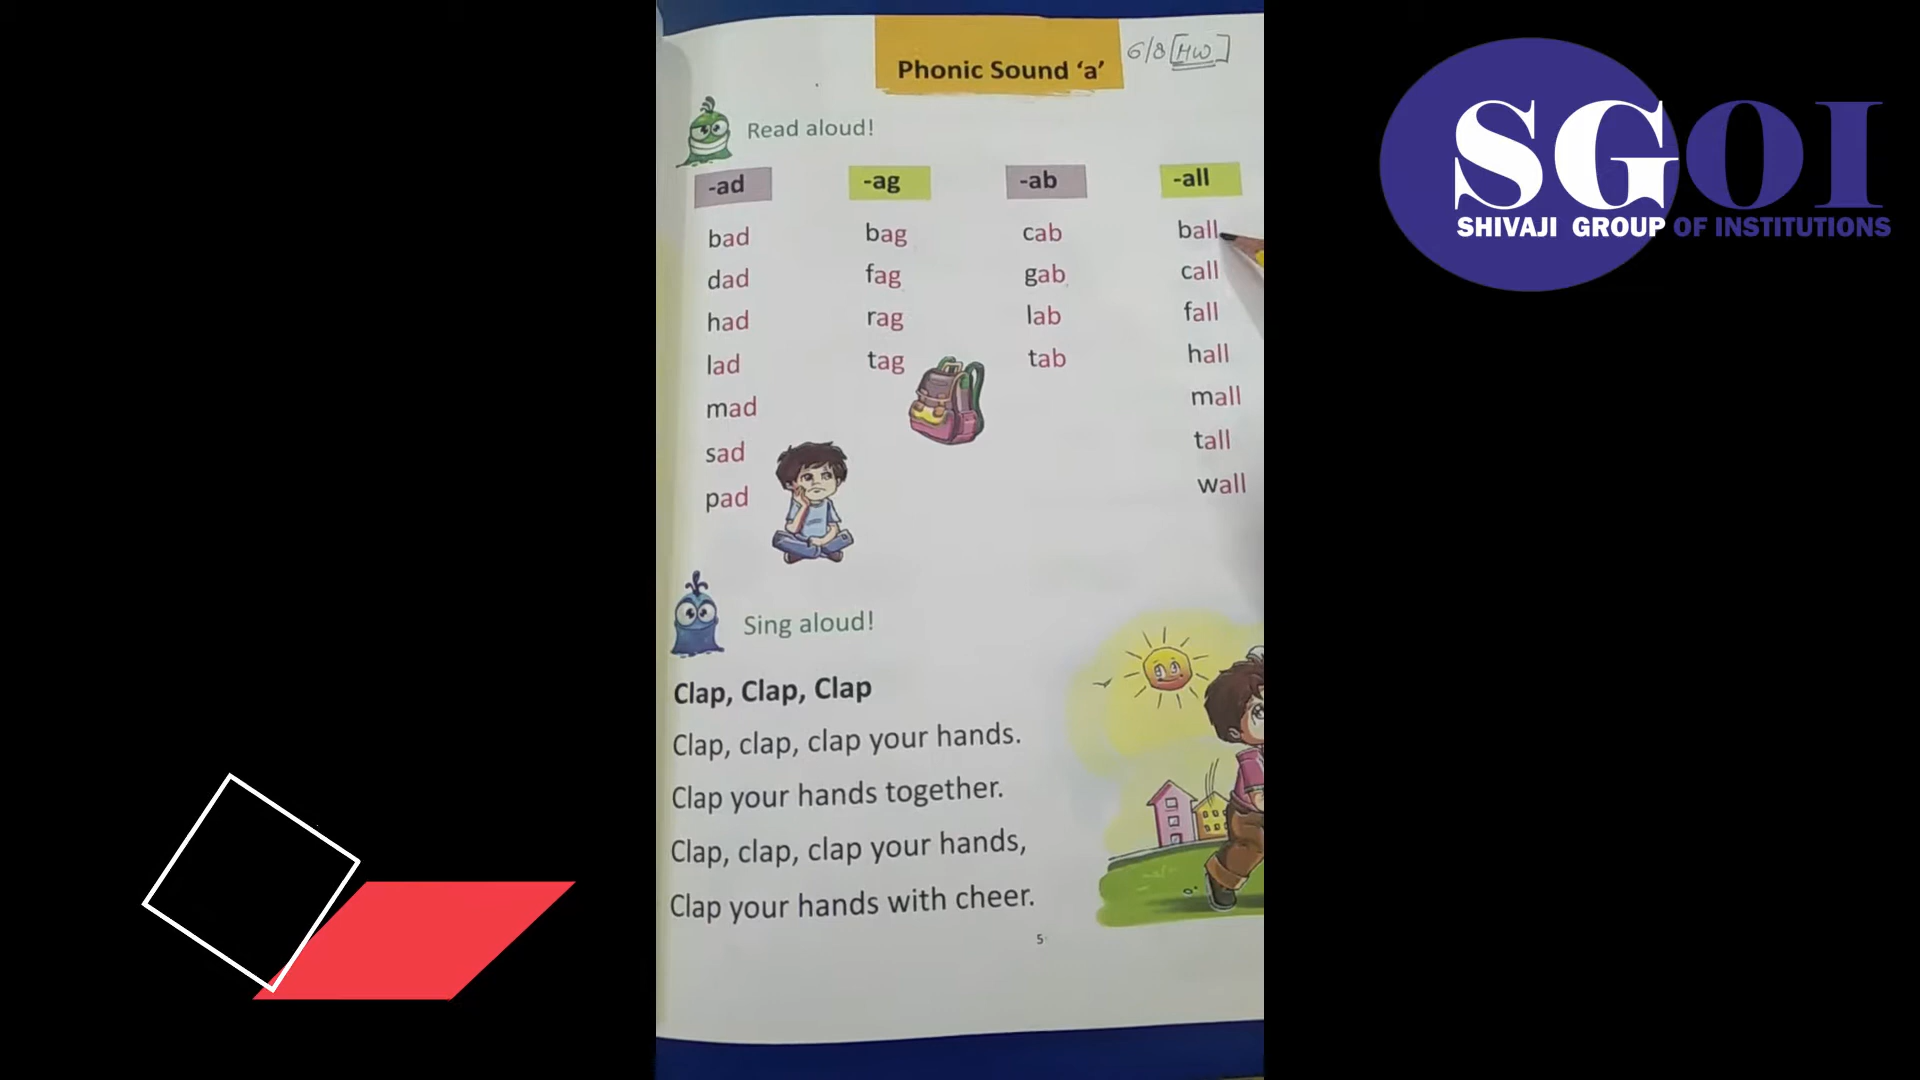 Phonic Sound ‘a’
6/8 [HW]
Read aloud!
-ad -ag -ab -all
bad bag cab ball
dad fag gab call
had rag lab fall
lad tag tab hall
mad mall
sad tall
pad wall
Sing aloud!
Clap, Clap, Clap
Clap, clap, clap your hands.
Clap your hands together.
Clap, clap, clap your hands,
Clap your hands with cheer.
5
SGOI
SHIVAJI GROUP OF INSTITUTIONS